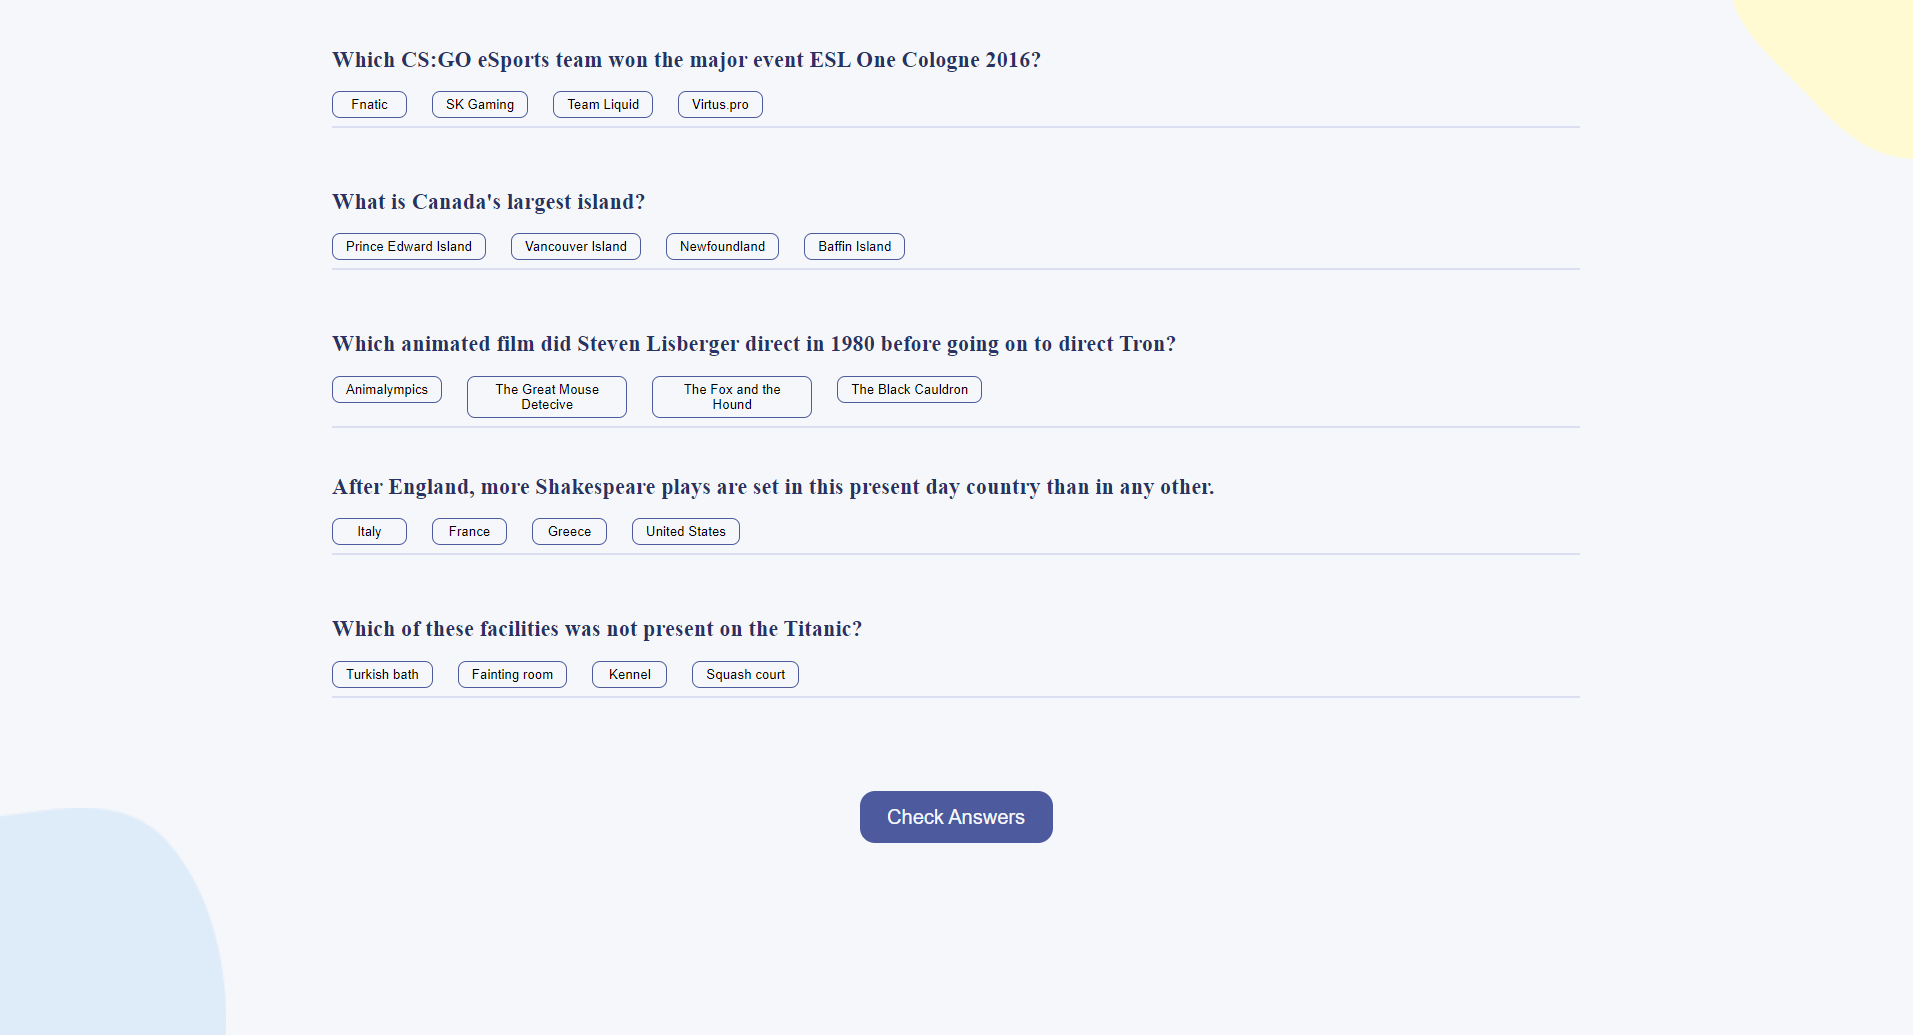 Which CS:GO eSports team won the major event ESL One Cologne 2016?
Fnatic SK Gaming Team Liquid Virtus.pro
What is Canada's largest island?
Prince Edward Island Vancouver Island Newfoundland Baffin Island
Which animated film did Steven Lisberger direct in 1980 before going on to direct Tron?
Animalympics The Great Mouse Detecive The Fox and the Hound The Black Cauldron
After England, more Shakespeare plays are set in this present day country than in any other.
Italy France Greece United States
Which of these facilities was not present on the Titanic?
Turkish bath Fainting room Kennel Squash court
Check Answers